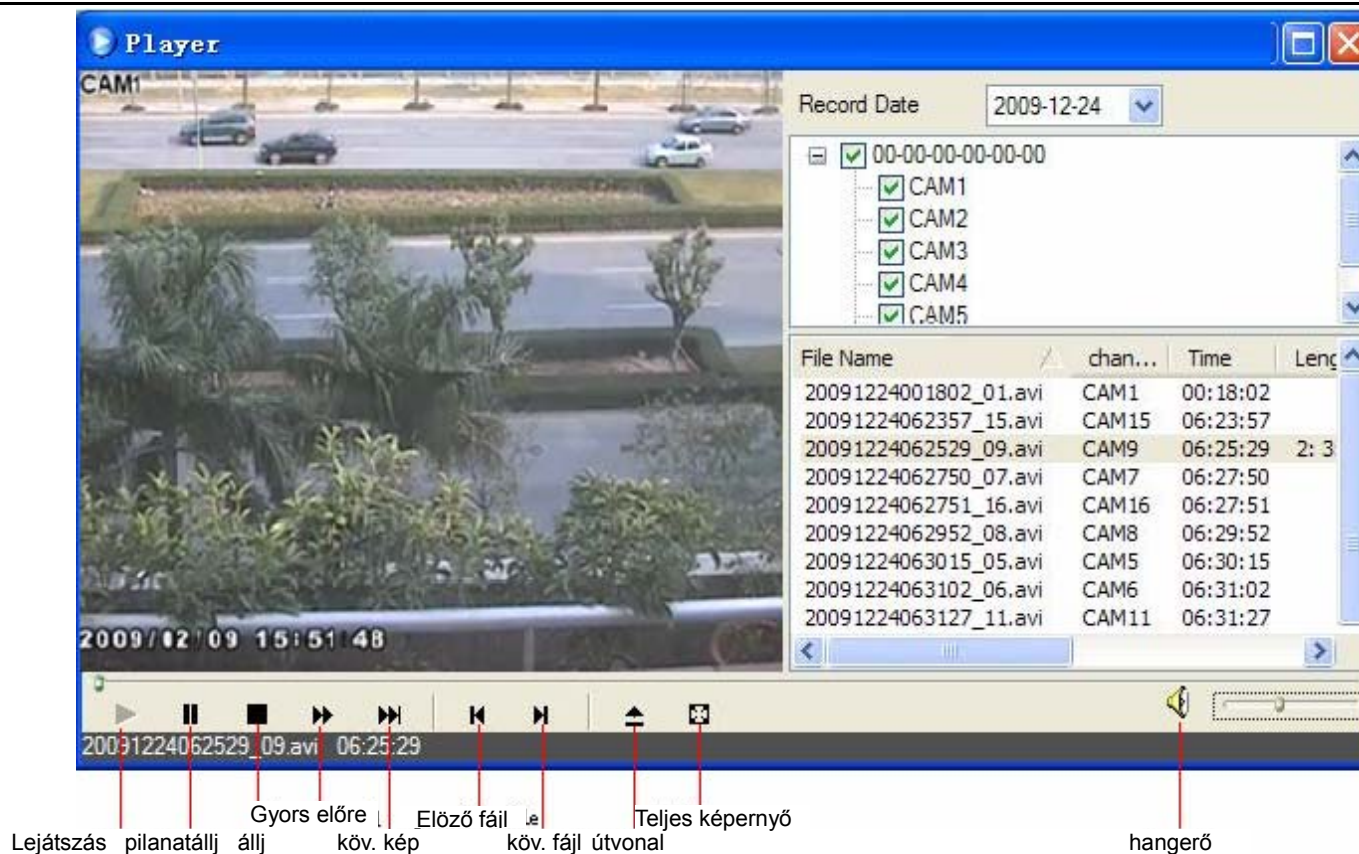 Player
CAM1
Record Date 2009-12-24
00-00-00-00-00-00
CAM1
CAM2
CAM3
CAM4
CAM5
File Name chan... Time Leng
20091224001802_01.avi CAM1 00:18:02
20091224062357_15.avi CAM15 06:23:57
20091224062529_09.avi CAM9 06:25:29 2: 3
20091224062750_07.avi CAM7 06:27:50
20091224062751_16.avi CAM16 06:27:51
20091224062952_08.avi CAM8 06:29:52
20091224063015_05.avi CAM5 06:30:15
20091224063102_06.avi CAM6 06:31:02
20091224063127_11.avi CAM11 06:31:27
2009/02/09 15:51:48
20091224062529_09.avi 06:25:29
Gyors előre Elöző fájl Teljes képernyő
Lejátszás pilanatállj állj köv. kép köv. fájl útvonal hangerő